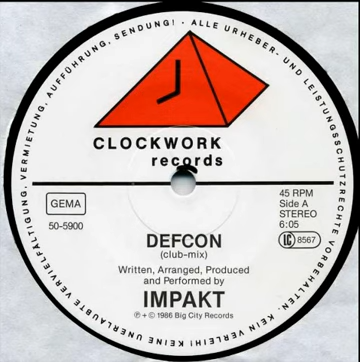 ALLE URHEBER- UND LEISTUNGSSCHUTZRECHTE VORBEHALTEN. KEIN VERLEIH! KEINE UNERLAUBTE VERVIELFÄLTIGUNG, VERMIETUNG, AUFFÜHRUNG, SENDUNG! ·
CLOCKWORK
records
GEMA
50-5900
45 RPM
Side A
STEREO
6:05
LC 8567
DEFCON
(club-mix)
Written, Arranged, Produced
and Performed by
IMPAKT
℗ + © 1986 Big City Records